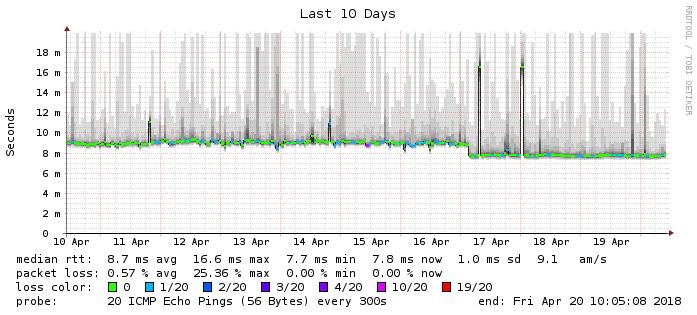 Last 10 Days
RRDTOOL / TOBI OETIKER
Seconds
18 m
16 m
14 m
12 m
10 m
8 m
6 m
4 m
2 m
0
10 Apr 11 Apr 12 Apr 13 Apr 14 Apr 15 Apr 16 Apr 17 Apr 18 Apr 19 Apr
median rtt: 8.7 ms avg 16.6 ms max 7.7 ms min 7.8 ms now 1.0 ms sd 9.1 am/s
packet loss: 0.57 % avg 25.36 % max 0.00 % min 0.00 % now
loss color: 0 1/20 2/20 3/20 4/20 10/20 19/20
probe: 20 ICMP Echo Pings (56 Bytes) every 300s end: Fri Apr 20 10:05:08 2018